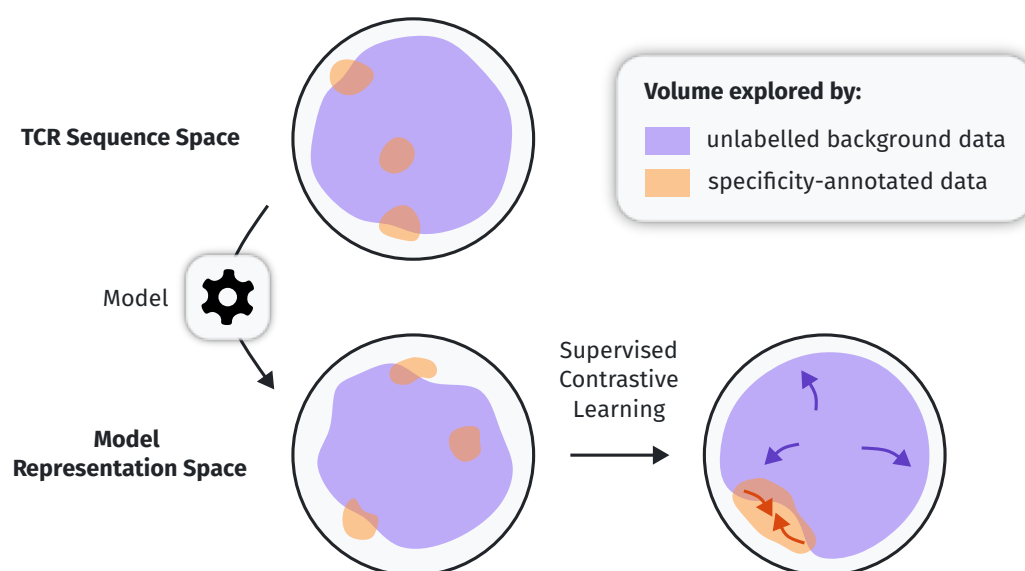 Volume explored by:
TCR Sequence Space
unlabelled background data
specificity-annotated data
Model
Supervised
Contrastive
Learning
Model
Representation Space